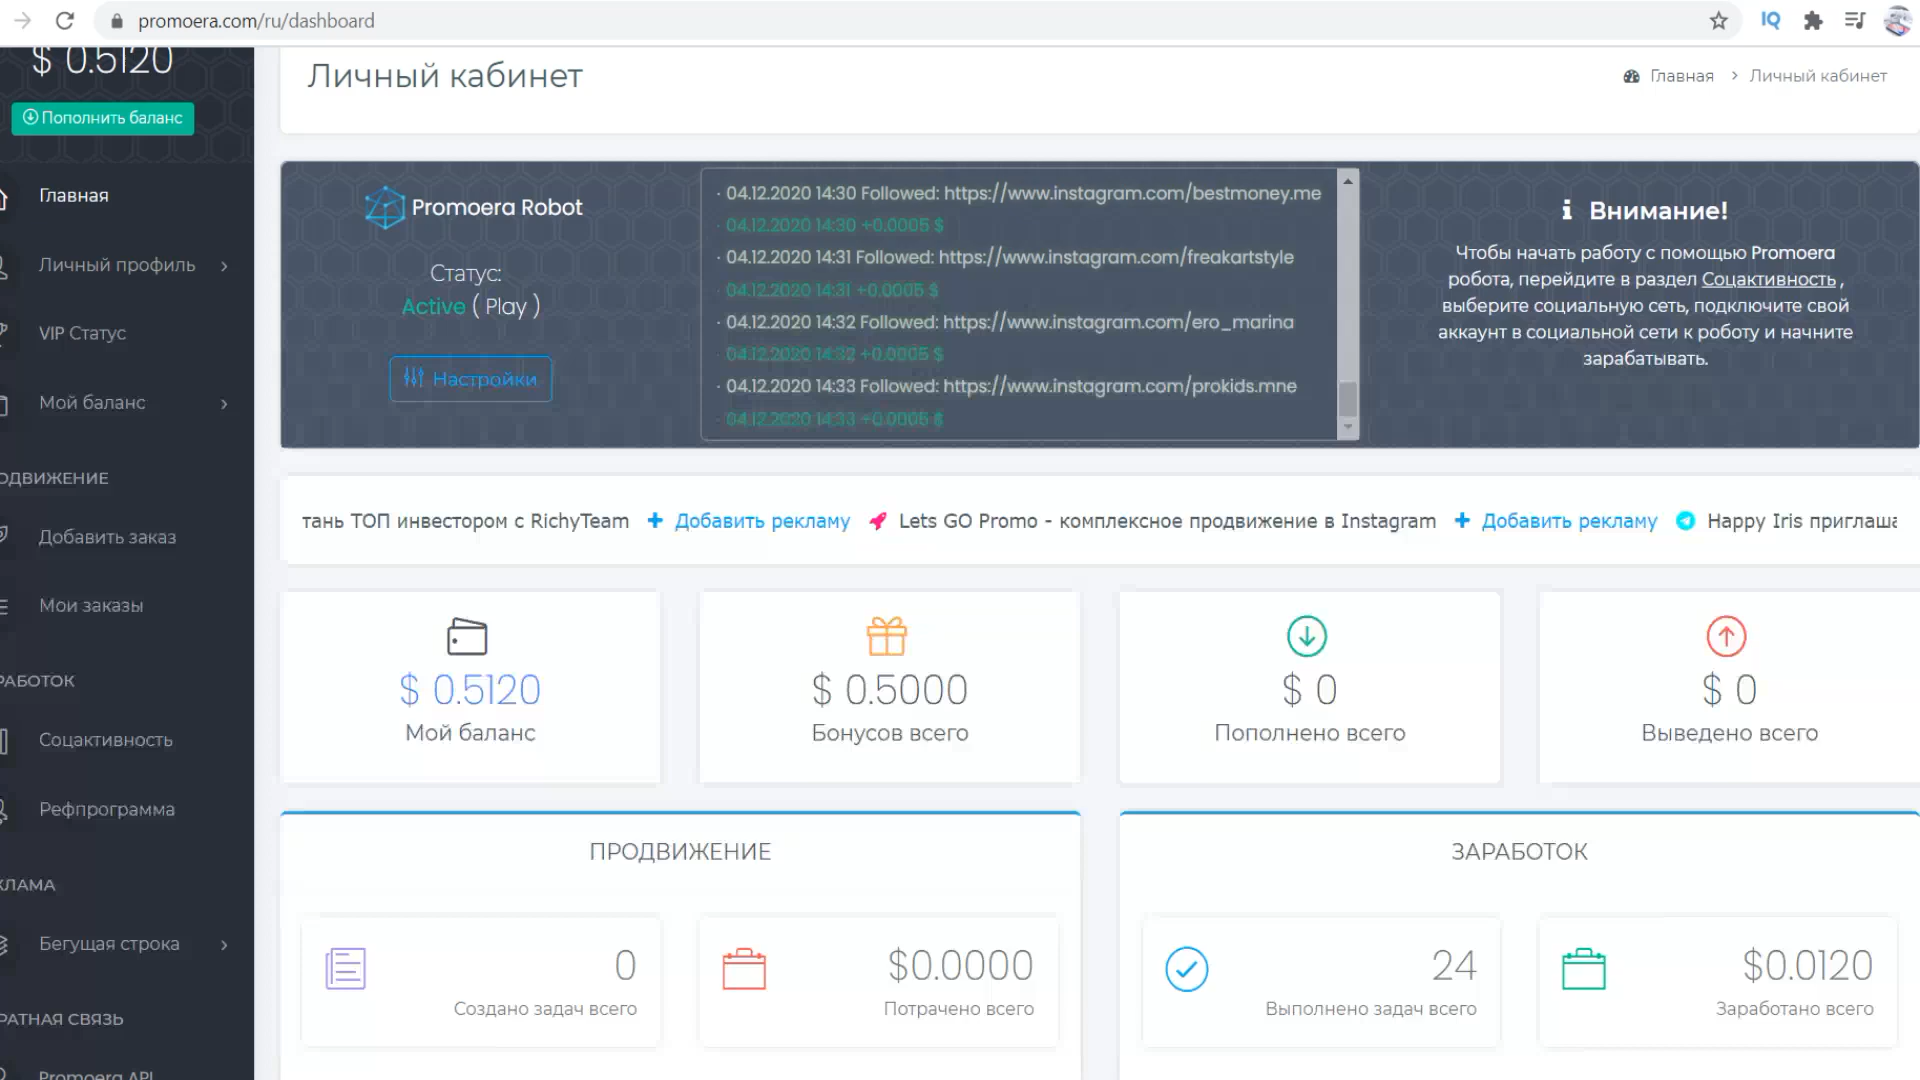 promoera.com/ru/dashboard
IQ
$ 0.5120
Пополнить баланс
Главная
Личный профиль
VIP Статус
Мой баланс
ОДВИЖЕНИЕ
Добавить заказ
Мои заказы
РАБОТОК
Соцактивность
Рефпрограмма
КЛАМА
Бегущая строка
РАТНАЯ СВЯЗЬ
Promoera API
Личный кабинет
Главная > Личный кабинет
Promoera Robot
Статус:
Active ( Play )
Настройки
· 04.12.2020 14:30 Followed: https://www.instagram.com/bestmoney.me
· 04.12.2020 14:30 +0.0005 $
· 04.12.2020 14:31 Followed: https://www.instagram.com/freakartstyle
· 04.12.2020 14:31 +0.0005 $
· 04.12.2020 14:32 Followed: https://www.instagram.com/ero_marina
· 04.12.2020 14:32 +0.0005 $
· 04.12.2020 14:33 Followed: https://www.instagram.com/prokids.mne
· 04.12.2020 14:33 +0.0005 $
Внимание!
Чтобы начать работу с помощью Promoera
робота, перейдите в раздел Соцактивность ,
выберите социальную сеть, подключите свой
аккаунт в социальной сети к роботу и начните
зарабатывать.
тань ТОП инвестором с RichyTeam + Добавить рекламу Lets GO Promo - комплексное продвижение в Instagram + Добавить рекламу Happy Iris приглаша
$ 0.5120
Мой баланс
$ 0.5000
Бонусов всего
$ 0
Пополнено всего
$ 0
Выведено всего
ПРОДВИЖЕНИЕ
0
Создано задач всего
$0.0000
Потрачено всего
ЗАРАБОТОК
24
Выполнено задач всего
$0.0120
Заработано всего